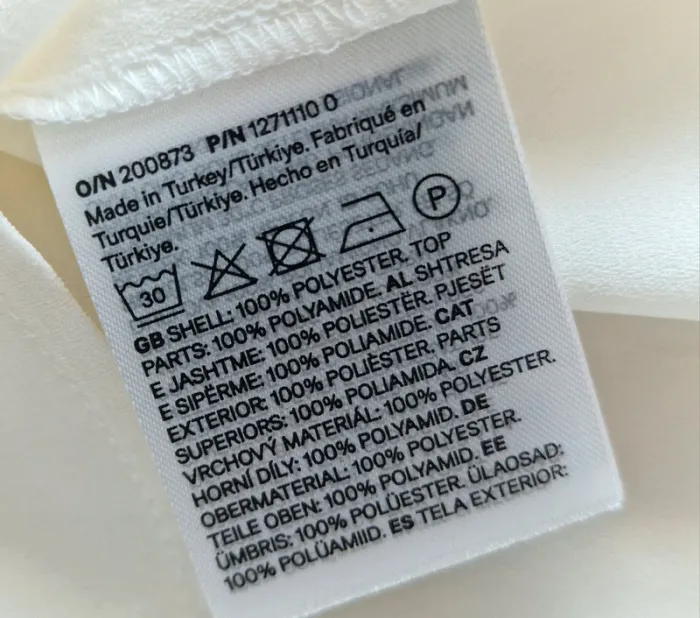 O/N 200873 P/N 1271110 0
Made in Turkey/Türkiye. Fabriqué en
Turquie/Türkiye. Hecho en Turquía/
Türkiye.
30 P
GB SHELL: 100% POLYESTER. TOP
PARTS: 100% POLYAMIDE. AL SHTRESA
E JASHTME: 100% POLIESTËR. PJESËT
E SIPËRME: 100% POLIAMIDE. CAT
EXTERIOR: 100% POLIÈSTER. PARTS
SUPERIORS: 100% POLIAMIDA. CZ
VRCHOVÝ MATERIÁL: 100% POLYESTER.
HORNÍ DÍLY: 100% POLYAMID. DE
OBERMATERIAL: 100% POLYESTER.
TEILE OBEN: 100% POLYAMID. EE
ÜMBRIS: 100% POLÜESTER. ÜLAOSAD:
100% POLÜAMIID. ES TELA EXTERIOR: